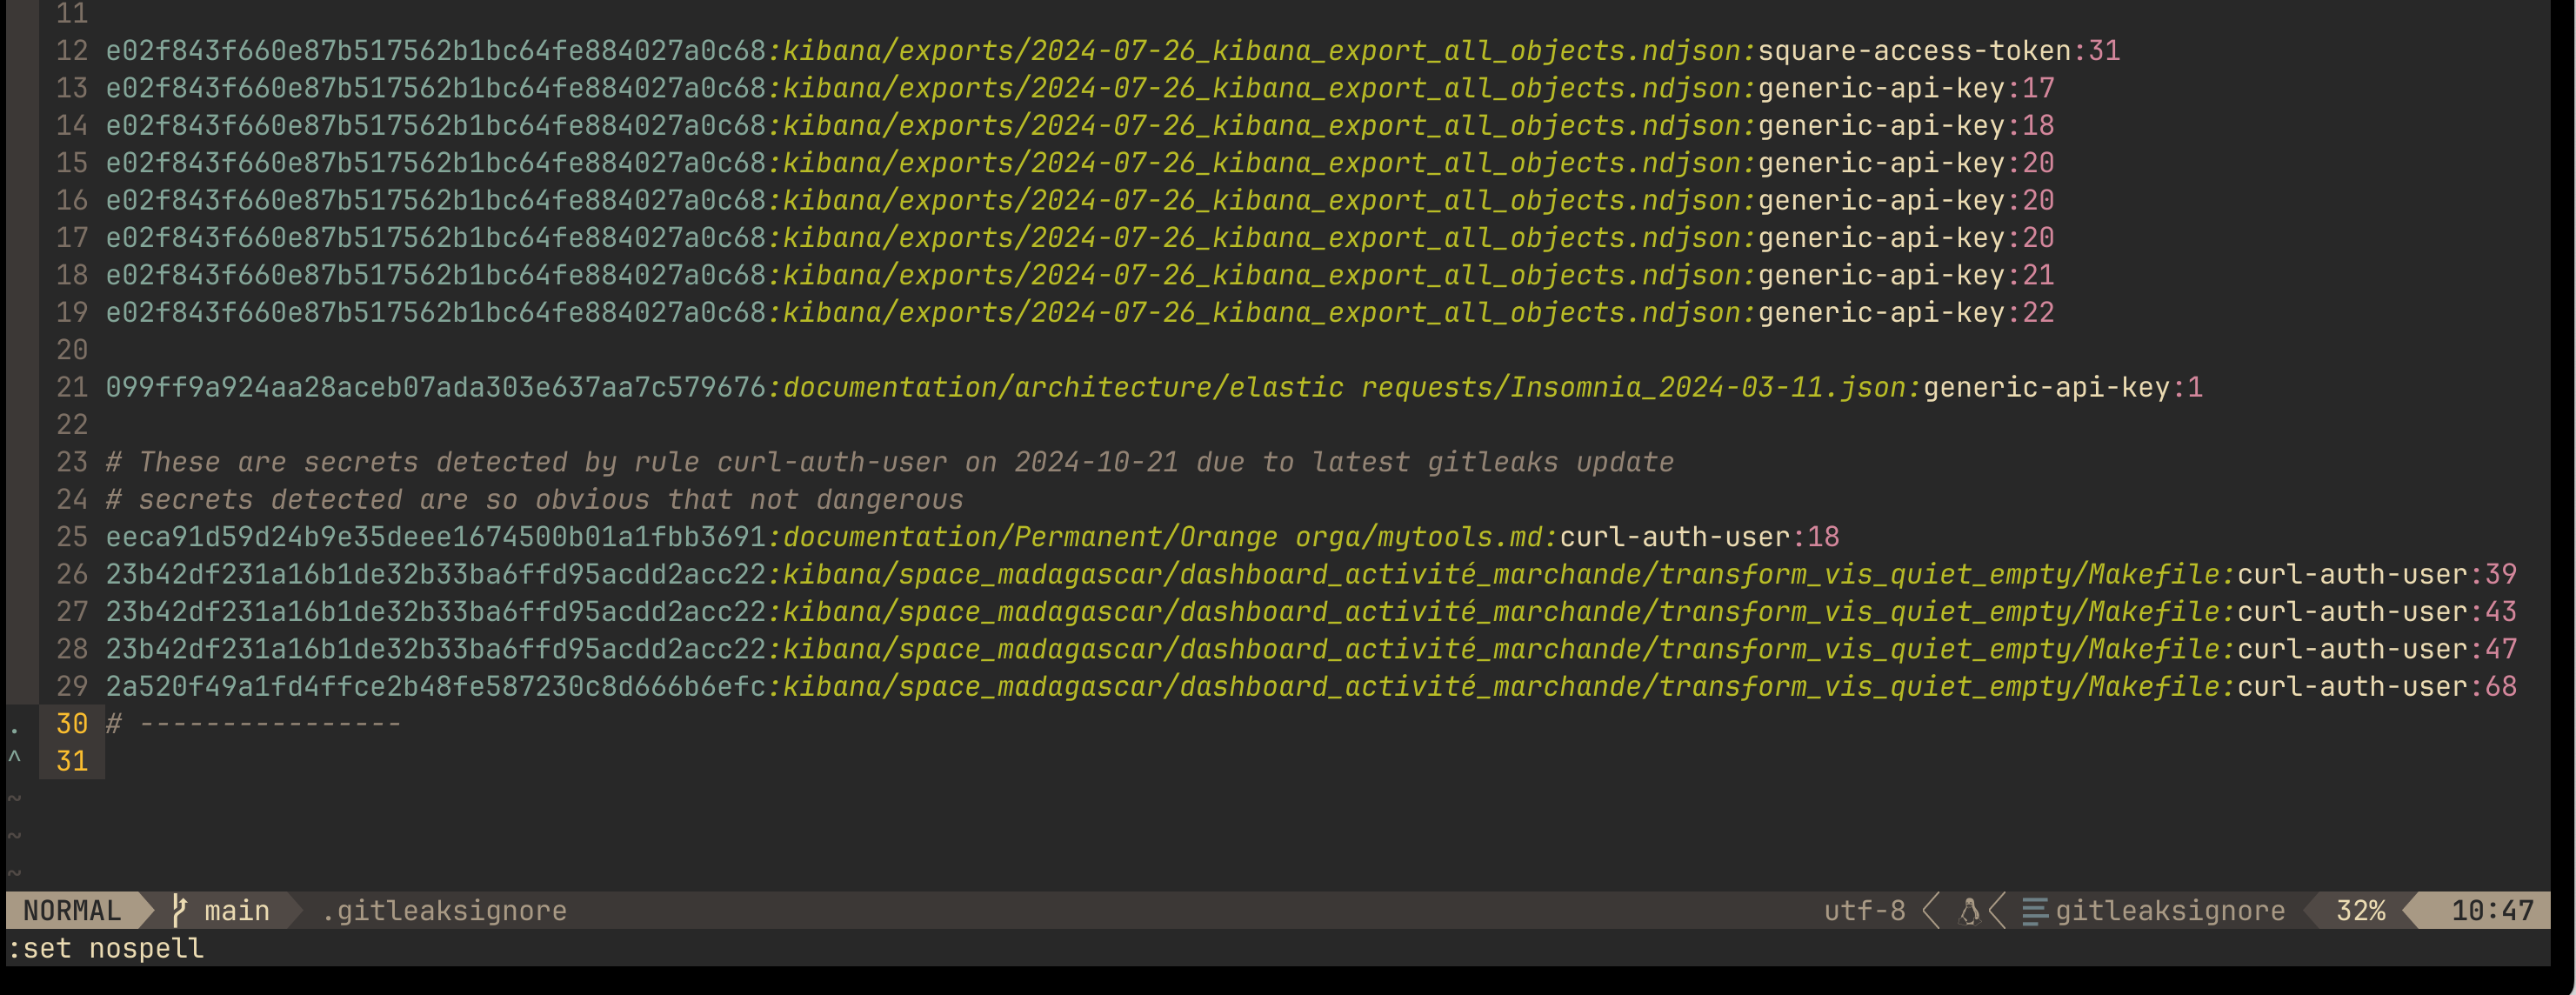 11
12 e02f843f660e87b517562b1bc64fe884027a0c68:kibana/exports/2024-07-26_kibana_export_all_objects.ndjson:square-access-token:31
13 e02f843f660e87b517562b1bc64fe884027a0c68:kibana/exports/2024-07-26_kibana_export_all_objects.ndjson:generic-api-key:17
14 e02f843f660e87b517562b1bc64fe884027a0c68:kibana/exports/2024-07-26_kibana_export_all_objects.ndjson:generic-api-key:18
15 e02f843f660e87b517562b1bc64fe884027a0c68:kibana/exports/2024-07-26_kibana_export_all_objects.ndjson:generic-api-key:20
16 e02f843f660e87b517562b1bc64fe884027a0c68:kibana/exports/2024-07-26_kibana_export_all_objects.ndjson:generic-api-key:20
17 e02f843f660e87b517562b1bc64fe884027a0c68:kibana/exports/2024-07-26_kibana_export_all_objects.ndjson:generic-api-key:20
18 e02f843f660e87b517562b1bc64fe884027a0c68:kibana/exports/2024-07-26_kibana_export_all_objects.ndjson:generic-api-key:21
19 e02f843f660e87b517562b1bc64fe884027a0c68:kibana/exports/2024-07-26_kibana_export_all_objects.ndjson:generic-api-key:22
20
21 099ff9a924aa28aceb07ada303e637aa7c579676:documentation/architecture/elastic requests/Insomnia_2024-03-11.json:generic-api-key:1
22
23 # These are secrets detected by rule curl-auth-user on 2024-10-21 due to latest gitleaks update
24 # secrets detected are so obvious that not dangerous
25 eeca91d59d24b9e35deee1674500b01a1fbb3691:documentation/Permanent/Orange orga/mytools.md:curl-auth-user:18
26 23b42df231a16b1de32b33ba6ffd95acdd2acc22:kibana/space_madagascar/dashboard_activité_marchande/transform_vis_quiet_empty/Makefile:curl-auth-user:39
27 23b42df231a16b1de32b33ba6ffd95acdd2acc22:kibana/space_madagascar/dashboard_activité_marchande/transform_vis_quiet_empty/Makefile:curl-auth-user:43
28 23b42df231a16b1de32b33ba6ffd95acdd2acc22:kibana/space_madagascar/dashboard_activité_marchande/transform_vis_quiet_empty/Makefile:curl-auth-user:47
29 2a520f49a1fd4ffce2b48fe587230c8d666b6efc:kibana/space_madagascar/dashboard_activité_marchande/transform_vis_quiet_empty/Makefile:curl-auth-user:68
. 30 # ----------------
^ 31
~
~
~
NORMAL main .gitleaksignore utf-8 gitleaksignore 32% 10:47
:set nospell